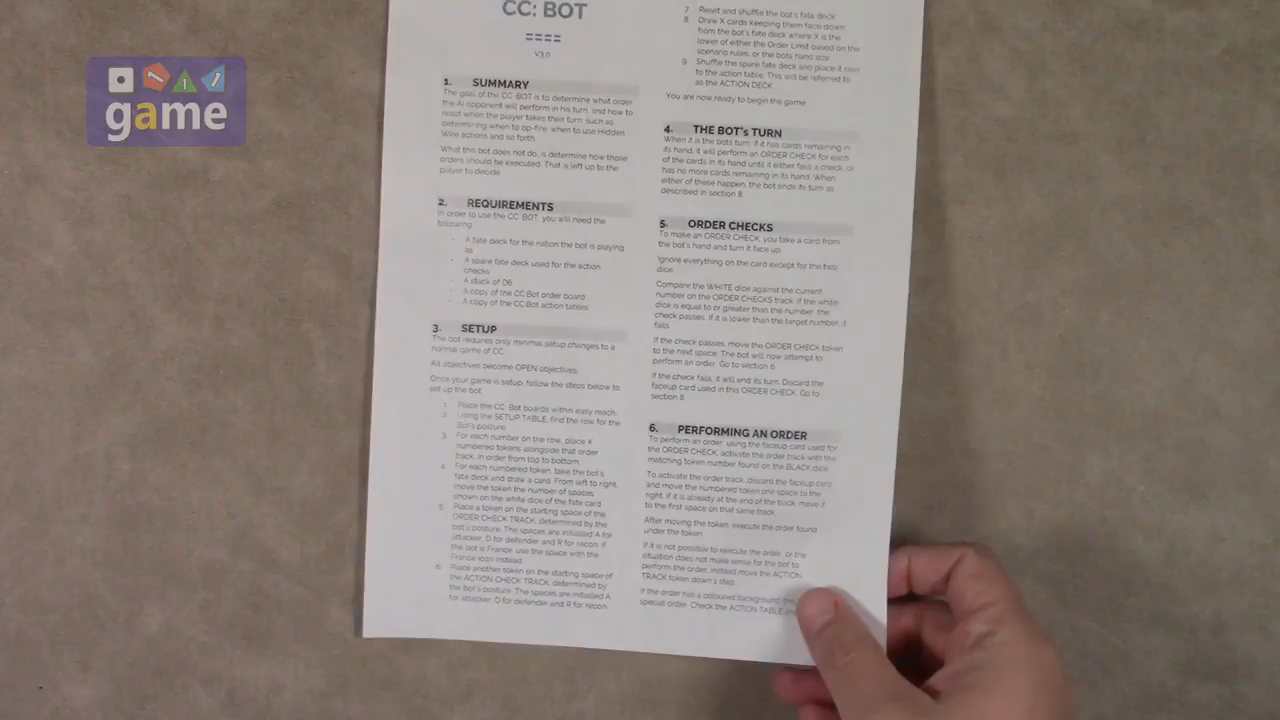 game
CC: BOT
====
V3.0
1. SUMMARY
The goal of the CC: BOT is to determine what order
the AI opponent will perform in his turn, and how to
react when the player takes their turn, such as
determining when to op-fire, when to use Hidden
Wire actions and so forth.
What this bot does not do, is determine how those
orders should be executed. That is left up to the
player to decide.
2. REQUIREMENTS
In order to use the CC: BOT, you will need the
following:
- A fate deck for the nation the bot is playing
as
- A spare fate deck used for the action
checks
- A stack of D6
- A copy of the CC:Bot order board
- A copy of the CC:Bot action tables
3. SETUP
The bot requires only minimal setup changes to a
normal game of CC.
All objectives become OPEN objectives.
Once your game is setup, follow the steps below to
set up the bot.
1. Place the CC: Bot boards within easy reach.
2. Using the SETUP TABLE, find the row for the
Bot's posture.
3. For each number on the row, place X
numbered tokens alongside that order
track, in order from top to bottom.
4. For each numbered token, take the bot's
fate deck and draw a card. From left to right,
move the token the number of spaces
shown on the white dice of the fate card.
5. Place a token on the starting space of the
ORDER CHECK TRACK, determined by the
bot's posture. The spaces are initialled A for
attacker, D for defender and R for recon. If
the bot is France, use the space with the
France icon instead.
6. Place another token on the starting space of
the ACTION CHECK TRACK, determined by
the bot's posture. The spaces are initialled A
for attacker, D for defender and R for recon.
7. Reset and shuffle the bot's fate deck
8. Draw X cards keeping them face down
from the bot's fate deck where X is the
lower of either the Order Limit based on the
scenario rules, or the bots hand size
9. Shuffle the spare fate deck and place it next
to the action table. This will be referred to
as the ACTION DECK
You are now ready to begin the game.
4. THE BOT's TURN
When it is the bots turn, if it has cards remaining in
its hand, it will perform an ORDER CHECK for each
of the cards in its hand until it either fails a check, or
has no more cards remaining in its hand. When
either of these happen, the bot ends its turn as
described in section 8.
5. ORDER CHECKS
To make an ORDER CHECK, you take a card from
the bot's hand and turn it face up.
Ignore everything on the card except for the two
dice.
Compare the WHITE dice against the current
number on the ORDER CHECKS track. If the white
dice is equal to or greater than the number, the
check passes. If it is lower than the target number, it
fails.
If the check passes, move the ORDER CHECK token
to the next space. The bot will now attempt to
perform an order. Go to section 6.
If the check fails, it will end its turn. Discard the
faceup card used in this ORDER CHECK. Go to
section 8.
6. PERFORMING AN ORDER
To perform an order, using the faceup card used for
the ORDER CHECK, activate the order track with the
matching token number found on the BLACK dice.
To activate the order track, discard the faceup card
and move the numbered token one space to the
right. If it is already at the end of the track, move it
to the first space on that same track.
After moving the token, execute the order found
under the token.
If it is not possible to execute the order, or the
situation does not make sense for the bot to
perform the order, instead move the ACTION
TRACK token down 1 step.
If the order has a coloured background,
special order. Check the ACTION TABLE